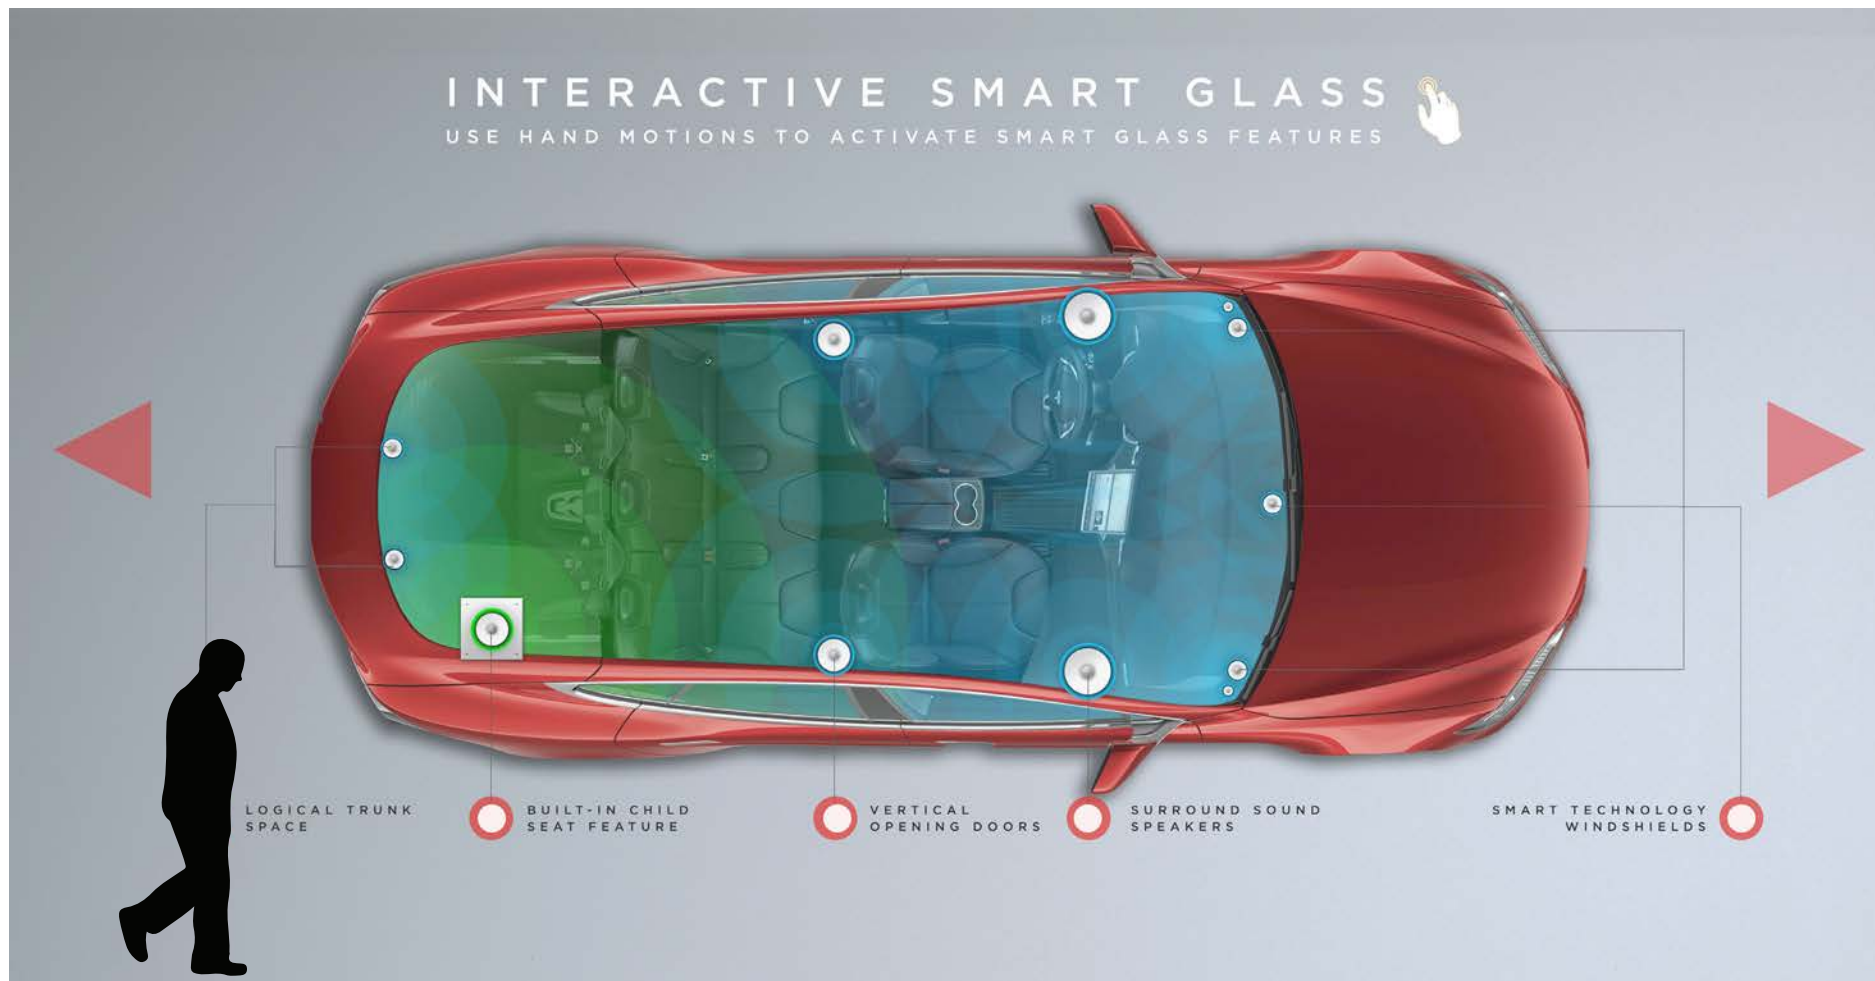 INTERACTIVE SMART GLASS
USE HAND MOTIONS TO ACTIVATE SMART GLASS FEATURES
LOGICAL TRUNK
SPACE
BUILT-IN CHILD
SEAT FEATURE
VERTICAL
OPENING DOORS
SURROUND SOUND
SPEAKERS
SMART TECHNOLOGY
WINDSHIELDS